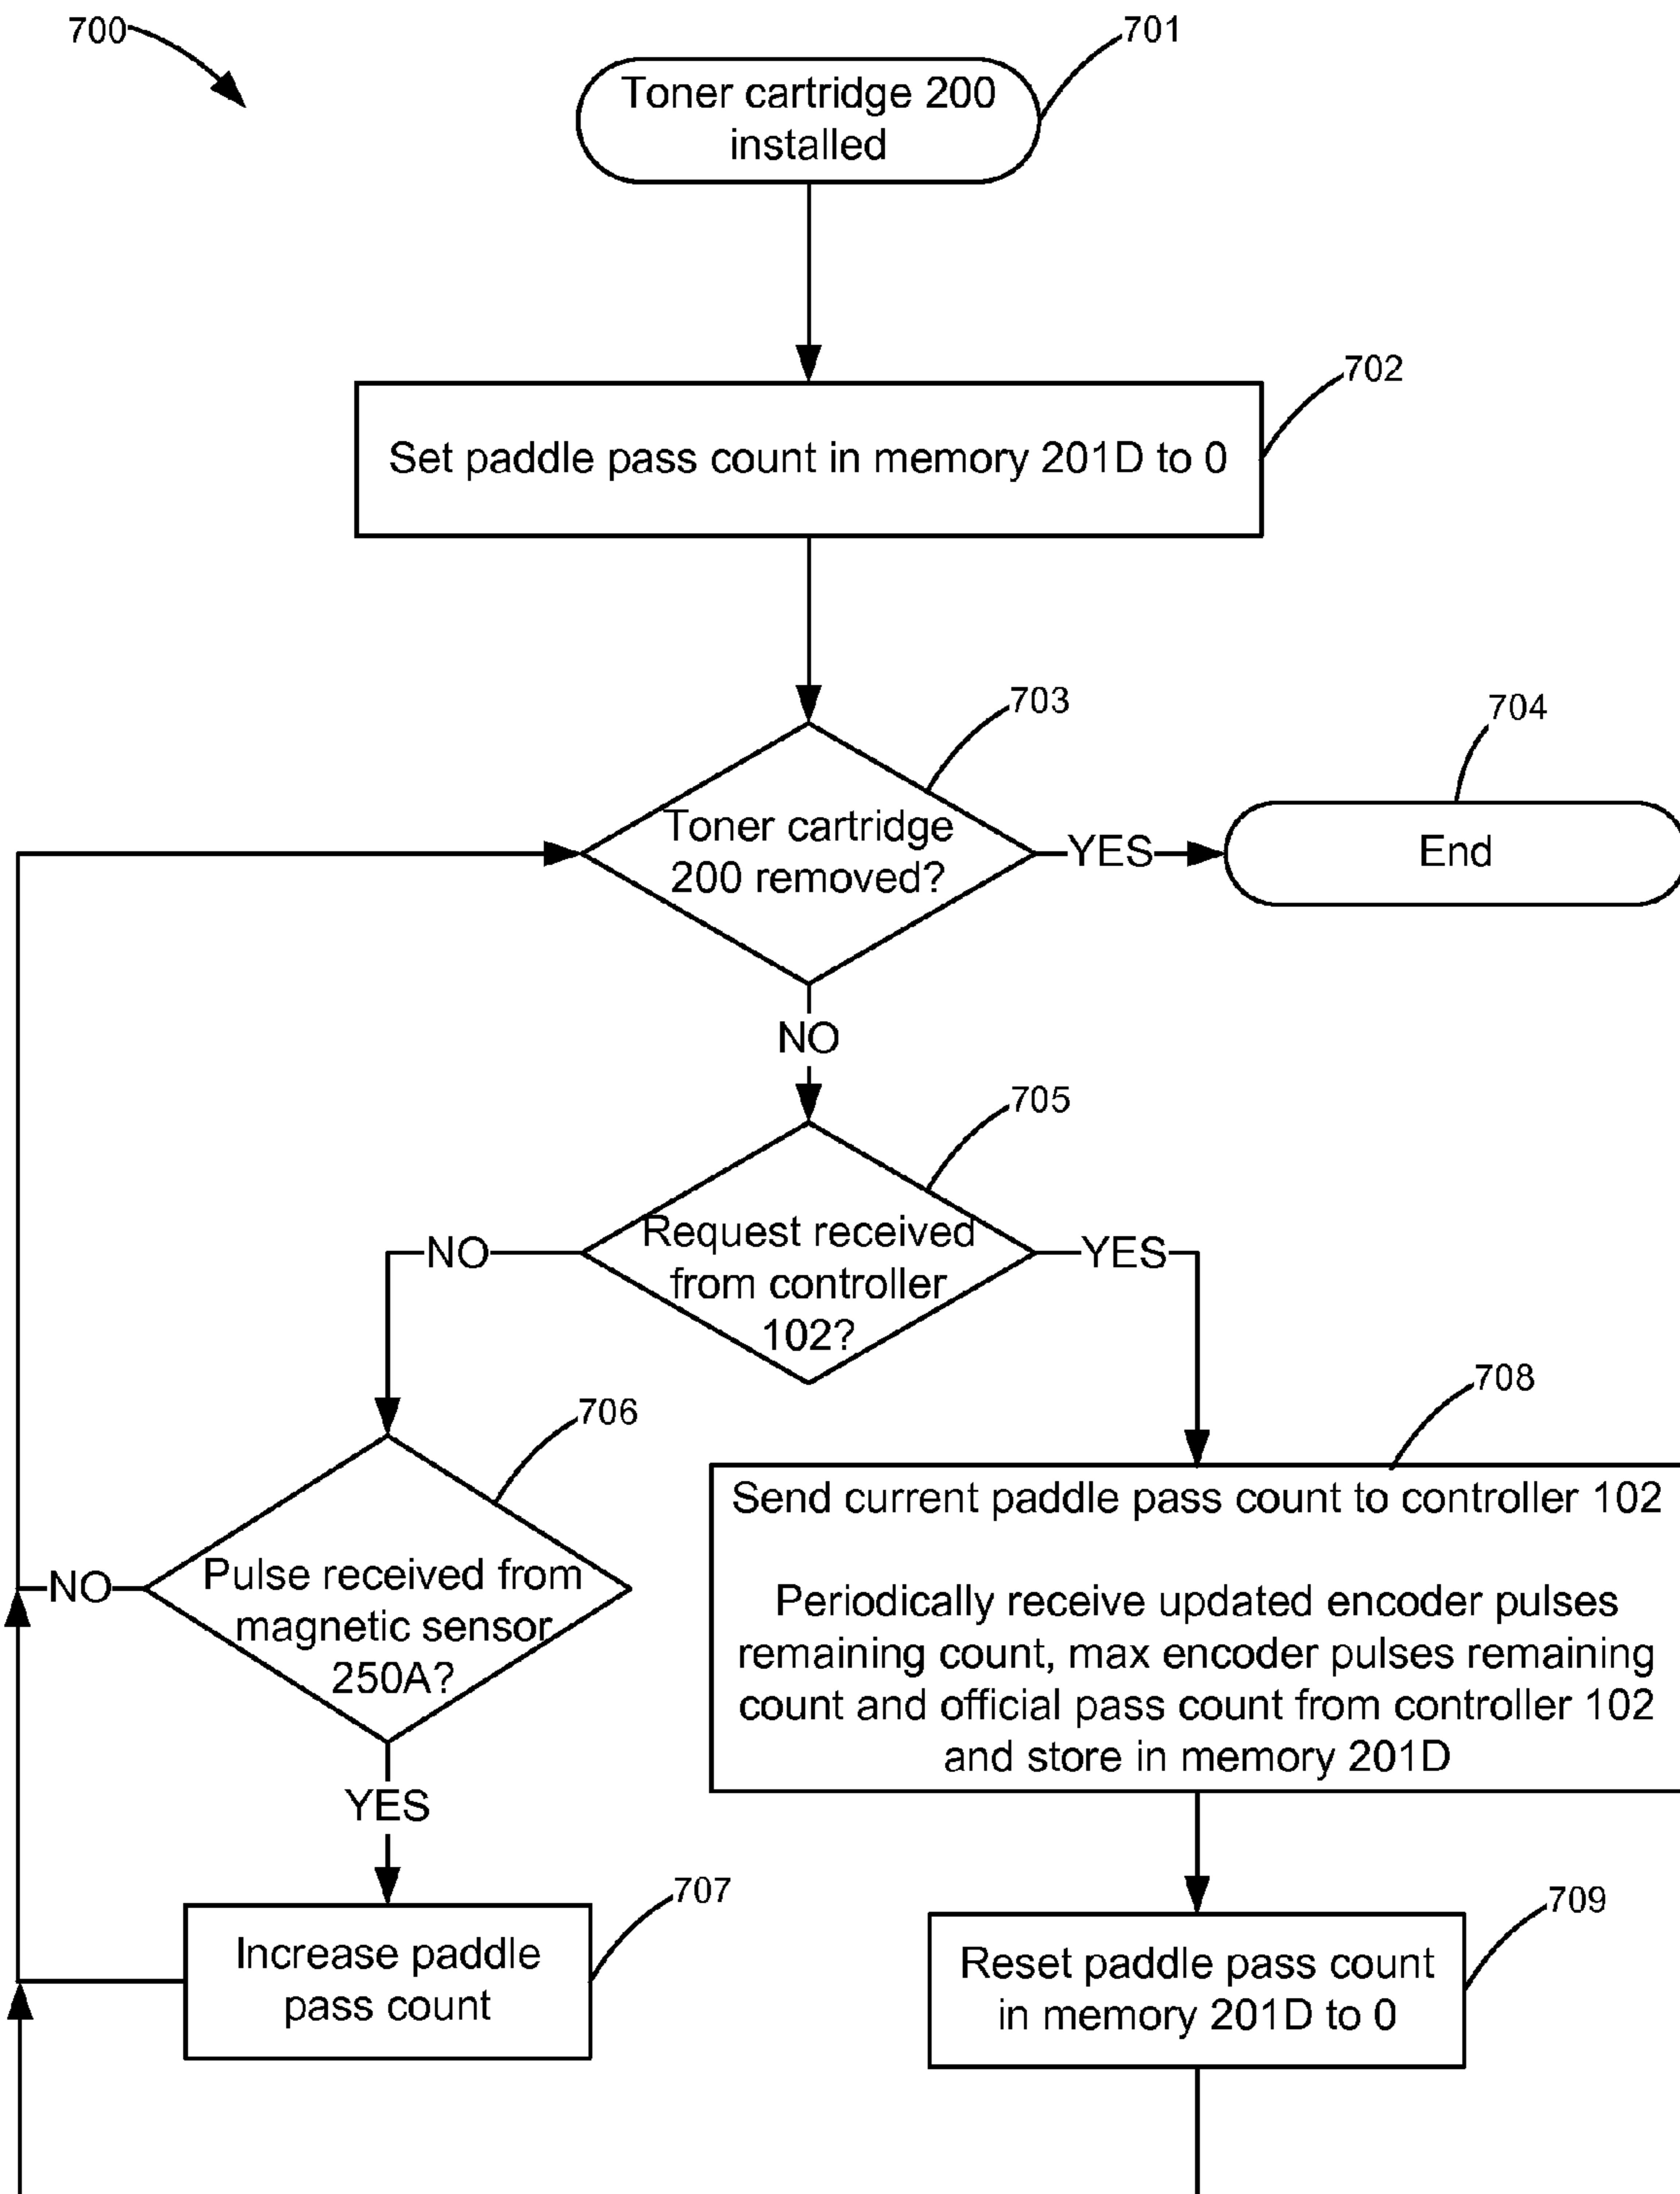 700
701
Toner cartridge 200
installed
702
Set paddle pass count in memory 201D to 0
703
704
Toner cartridge
200 removed?
YES
End
NO
705
Request received
from controller
102?
NO
YES
706
708
Pulse received from
magnetic sensor
250A?
NO
YES
Send current paddle pass count to controller 102
Periodically receive updated encoder pulses
remaining count, max encoder pulses remaining
count and official pass count from controller 102
and store in memory 201D
707
709
Increase paddle
pass count
Reset paddle pass count
in memory 201D to 0